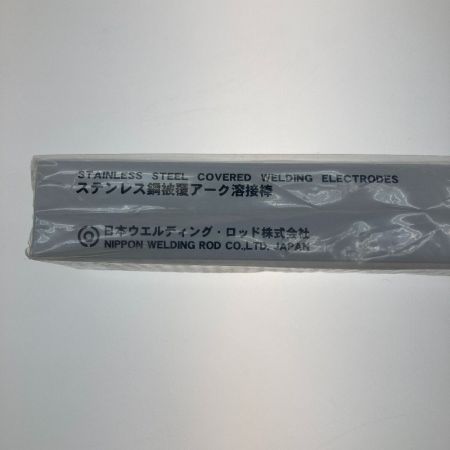 STAINLESS STEEL COVERED WELDING ELECTRODES
ステンレス鋼被覆アーク溶接棒
日本ウエルディング・ロッド株式会社
NIPPON WELDING ROD CO.,LTD. JAPAN